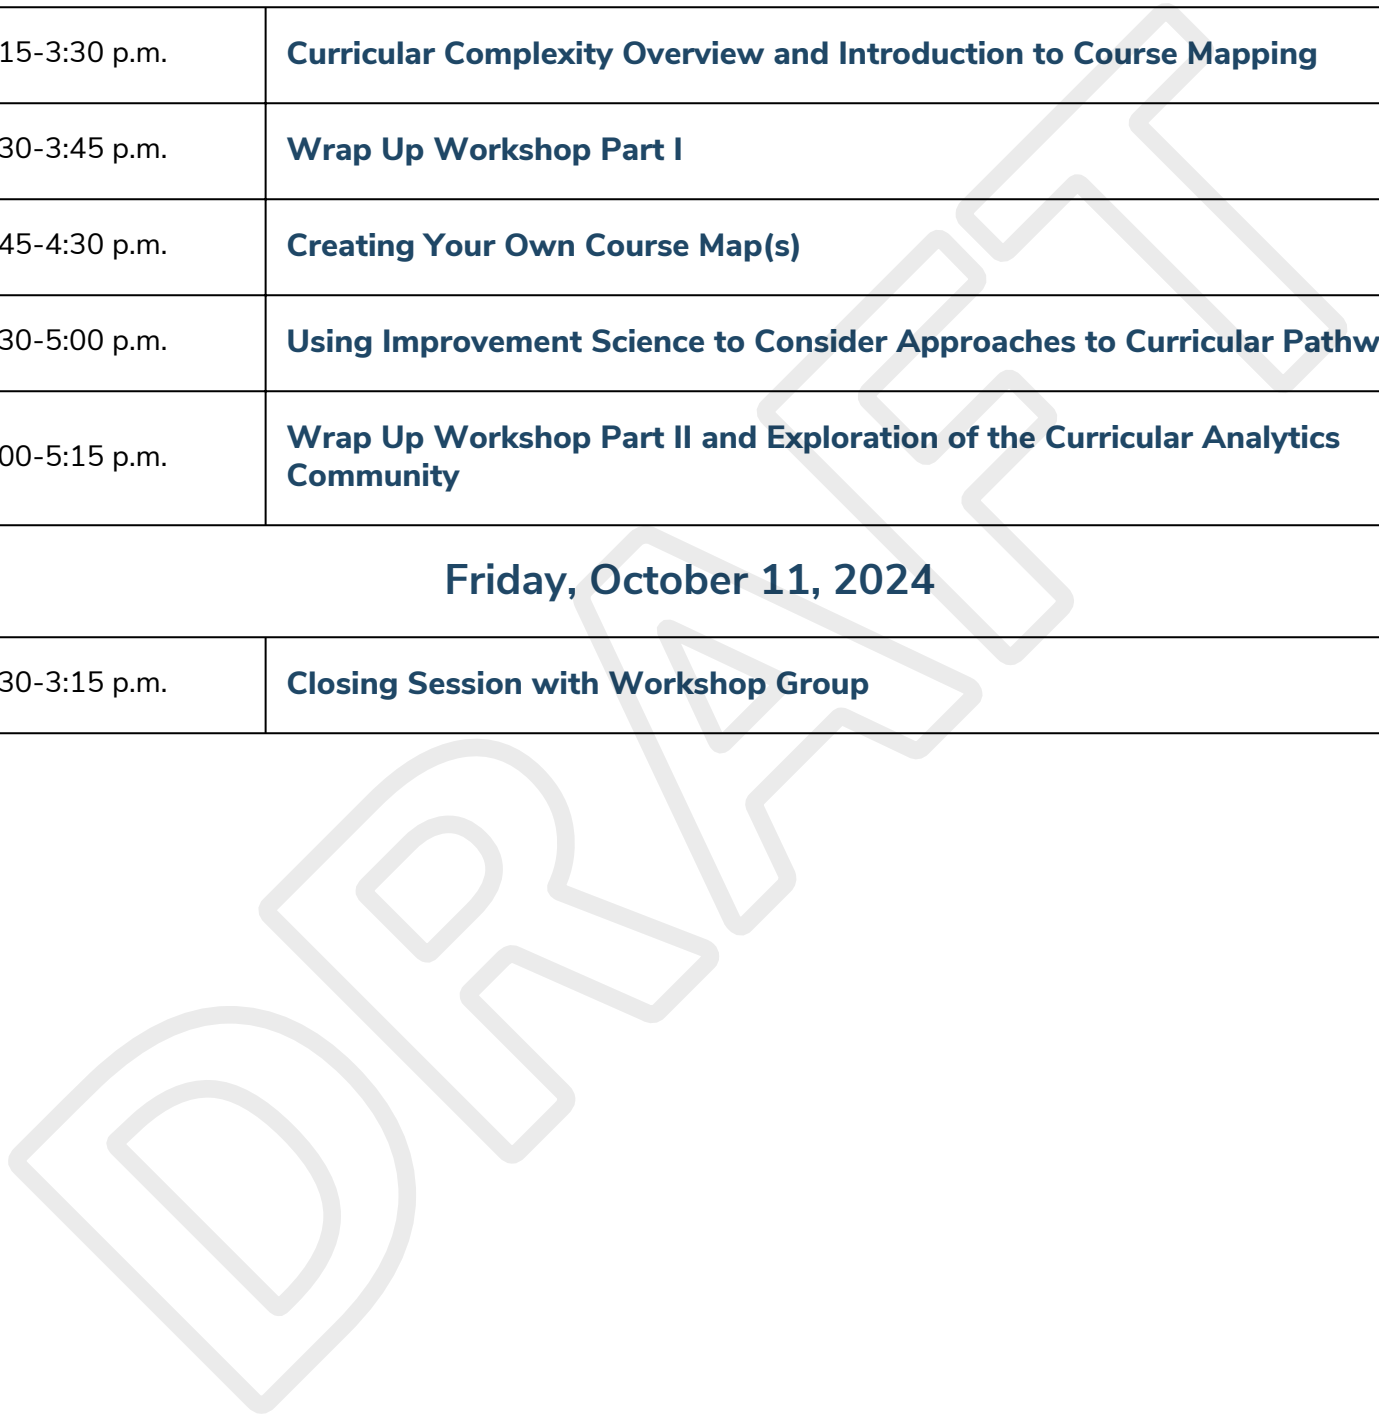 15-3:30 p.m.
Curricular Complexity Overview and Introduction to Course Mapping
30-3:45 p.m.
Wrap Up Workshop Part I
45-4:30 p.m.
Creating Your Own Course Map(s)
30-5:00 p.m.
Using Improvement Science to Consider Approaches to Curricular Pathw
00-5:15 p.m.
Wrap Up Workshop Part II and Exploration of the Curricular Analytics
Community
Friday, October 11, 2024
30-3:15 p.m.
Closing Session with Workshop Group
DRAFT